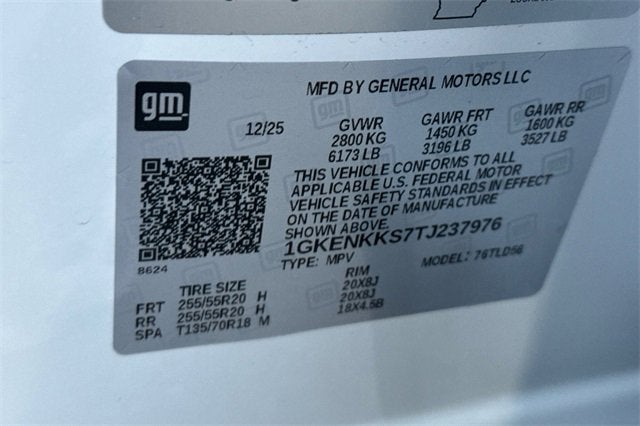 gm
MFD BY GENERAL MOTORS LLC
12/25 GVWR GAWR FRT GAWR RR
2800 KG 1450 KG 1600 KG
6173 LB 3196 LB 3527 LB
THIS VEHICLE CONFORMS TO ALL
APPLICABLE U.S. FEDERAL MOTOR
VEHICLE SAFETY STANDARDS IN EFFECT
ON THE DATE OF MANUFACTURE
SHOWN ABOVE.
1GKENKKS7TJ237976
TYPE: MPV MODEL: 76TLD56
8624
TIRE SIZE RIM
FRT 255/55R20 H 20X8J
RR 255/55R20 H 20X8J
SPA T135/70R18 M 18X4.5B